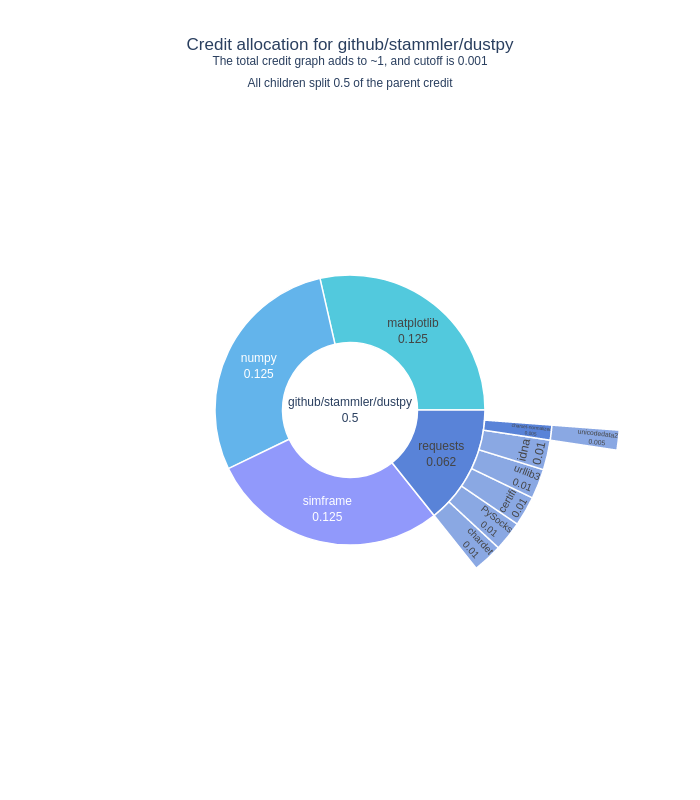 Credit allocation for github/stammler/dustpy
The total credit graph adds to ~1, and cutoff is 0.001
All children split 0.5 of the parent credit
matplotlib
0.125
numpy
0.125
github/stammler/dustpy
0.5
simframe
0.125
requests
0.062
unicodedata2
0.005
idna
0.01
urllib3
0.01
certifi
0.01
PySocks
0.01
chardet
0.01